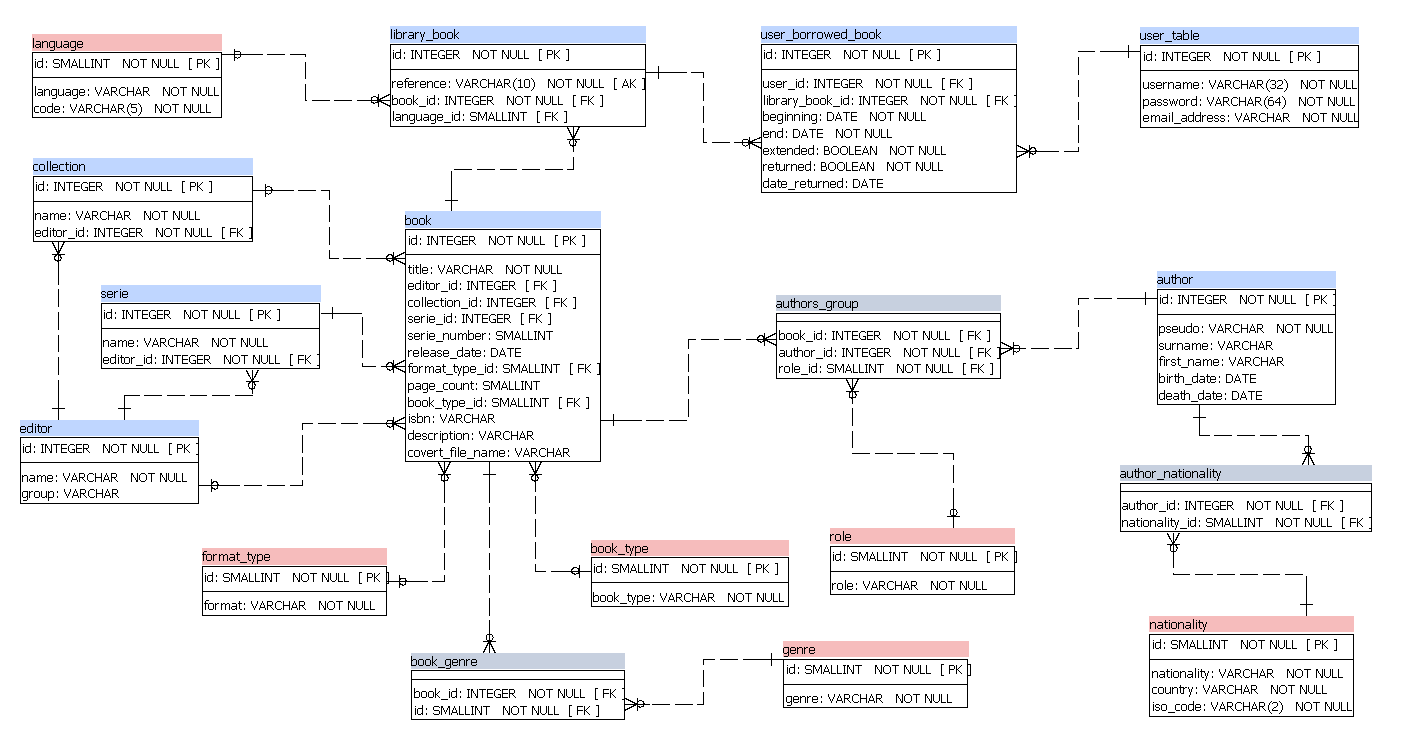 language
id: SMALLINT NOT NULL [ PK ]
language: VARCHAR NOT NULL
code: VARCHAR(5) NOT NULL
library_book
id: INTEGER NOT NULL [ PK ]
reference: VARCHAR(10) NOT NULL [ AK ]
book_id: INTEGER NOT NULL [ FK ]
language_id: SMALLINT [ FK ]
user_borrowed_book
id: INTEGER NOT NULL [ PK ]
user_id: INTEGER NOT NULL [ FK ]
library_book_id: INTEGER NOT NULL [ FK ]
beginning: DATE NOT NULL
end: DATE NOT NULL
extended: BOOLEAN NOT NULL
returned: BOOLEAN NOT NULL
date_returned: DATE
user_table
id: INTEGER NOT NULL [ PK ]
username: VARCHAR(32) NOT NULL
password: VARCHAR(64) NOT NULL
email_address: VARCHAR NOT NULL
collection
id: INTEGER NOT NULL [ PK ]
name: VARCHAR NOT NULL
editor_id: INTEGER NOT NULL [ FK ]
book
id: INTEGER NOT NULL [ PK ]
title: VARCHAR NOT NULL
editor_id: INTEGER [ FK ]
collection_id: INTEGER [ FK ]
serie_id: INTEGER [ FK ]
serie_number: SMALLINT
release_date: DATE
format_type_id: SMALLINT [ FK ]
page_count: SMALLINT
book_type_id: SMALLINT [ FK ]
isbn: VARCHAR
description: VARCHAR
covert_file_name: VARCHAR
serie
id: INTEGER NOT NULL [ PK ]
name: VARCHAR NOT NULL
editor_id: INTEGER NOT NULL [ FK ]
authors_group
book_id: INTEGER NOT NULL [ FK ]
author_id: INTEGER NOT NULL [ FK ]
role_id: SMALLINT NOT NULL [ FK ]
author
id: INTEGER NOT NULL [ PK ]
pseudo: VARCHAR NOT NULL
surname: VARCHAR
first_name: VARCHAR
birth_date: DATE
death_date: DATE
editor
id: INTEGER NOT NULL [ PK ]
name: VARCHAR NOT NULL
group: VARCHAR
author_nationality
author_id: INTEGER NOT NULL [ FK ]
nationality_id: SMALLINT NOT NULL [ FK ]
format_type
id: SMALLINT NOT NULL [ PK ]
format: VARCHAR NOT NULL
book_type
id: SMALLINT NOT NULL [ PK ]
book_type: VARCHAR NOT NULL
role
id: SMALLINT NOT NULL [ PK ]
role: VARCHAR NOT NULL
book_genre
book_id: INTEGER NOT NULL [ FK ]
id: SMALLINT NOT NULL [ FK ]
genre
id: SMALLINT NOT NULL [ PK ]
genre: VARCHAR NOT NULL
nationality
id: SMALLINT NOT NULL [ PK ]
nationality: VARCHAR NOT NULL
country: VARCHAR NOT NULL
iso_code: VARCHAR(2) NOT NULL